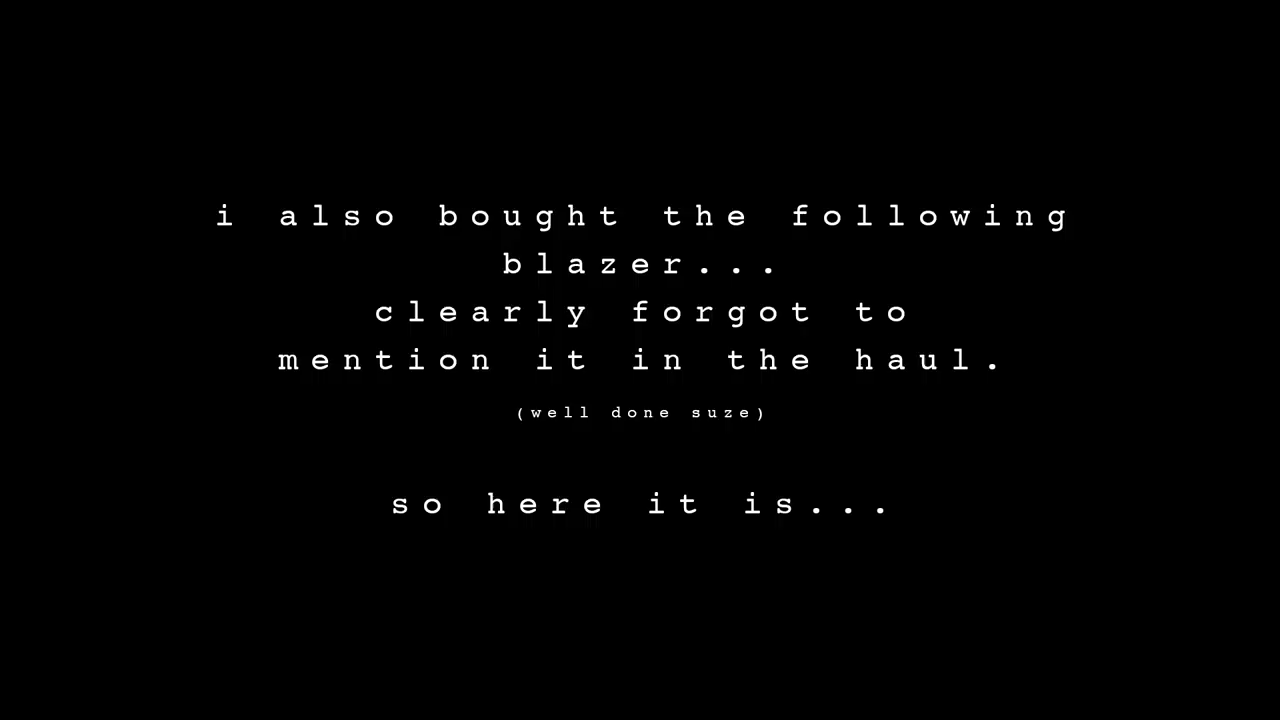 i also bought the following
blazer...
clearly forgot to
mention it in the haul.
(well done suze)
so here it is...